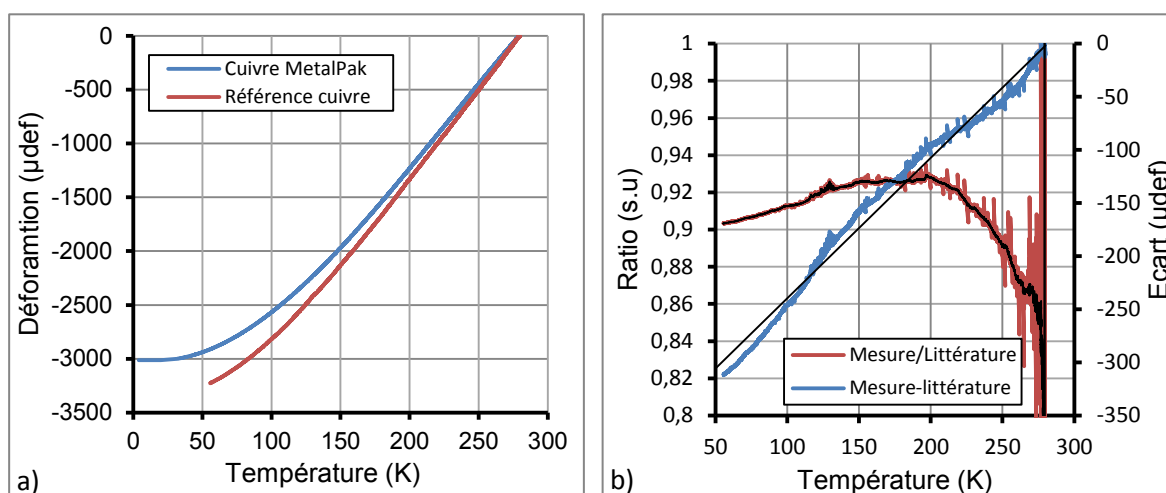 0
-500
-1000
-1500
-2000
-2500
-3000
-3500
Déforamtion (µdef)
Cuivre MetalPak
Référence cuivre
0 50 100 150 200 250 300
Température (K)
a)
1
0,98
0,96
0,94
0,92
0,9
0,88
0,86
0,84
0,82
0,8
Ratio (s.u)
0
-50
-100
-150
-200
-250
-300
-350
Ecart (µdef)
Mesure/Littérature
Mesure-littérature
50 100 150 200 250 300
Température (K)
b)